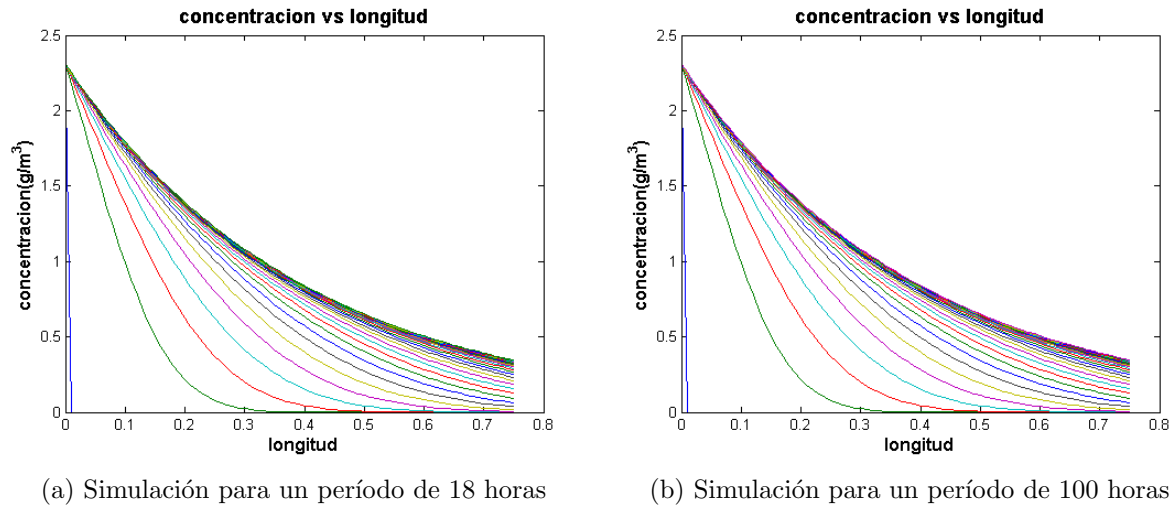 concentracion vs longitud
2.5
2
1.5
1
0.5
0
concentracion(g/m³)
0 0.1 0.2 0.3 0.4 0.5 0.6 0.7 0.8
longitud
(a) Simulación para un período de 18 horas
concentracion vs longitud
2.5
2
1.5
1
0.5
0
concentracion(g/m³)
0 0.1 0.2 0.3 0.4 0.5 0.6 0.7 0.8
longitud
(b) Simulación para un período de 100 horas